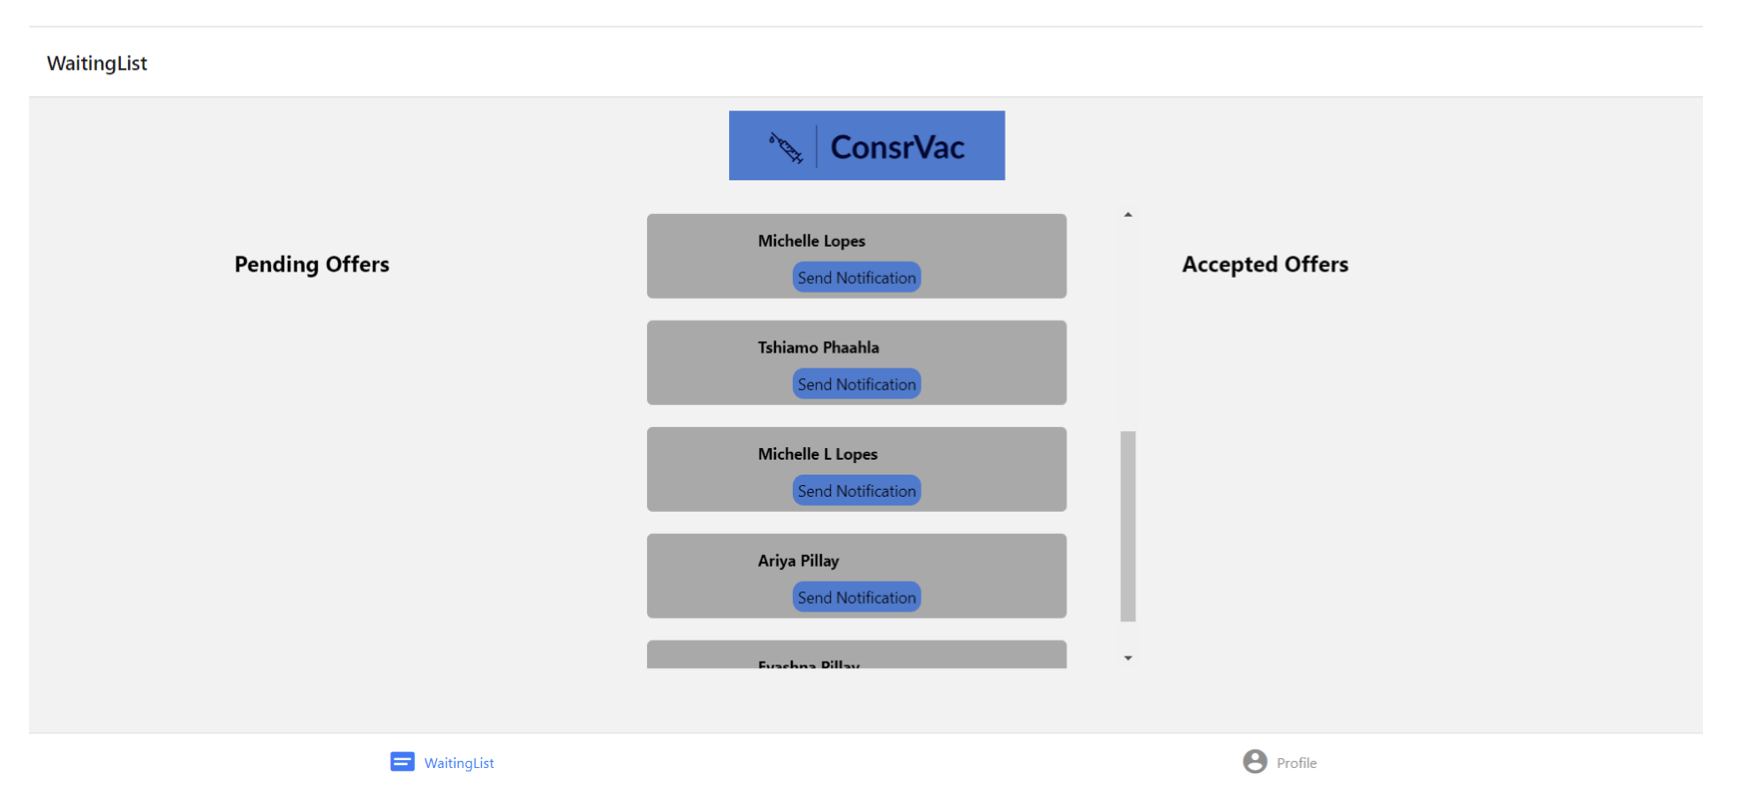 WaitingList
ConsrVac
Pending Offers
Michelle Lopes
Send Notification
Tshiamo Phaahla
Send Notification
Michelle L Lopes
Send Notification
Ariya Pillay
Send Notification
Pillay
Accepted Offers
WaitingList
Profile